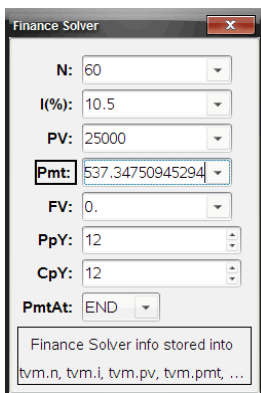 Finance Solver x
N: 60
I(%): 10.5
PV: 25000
Pmt: 537.34750945294
FV: 0.
PpY: 12
CpY: 12
PmtAt: END
Finance Solver info stored into
tvm.n, tvm.i, tvm.pv, tvm.pmt, ...